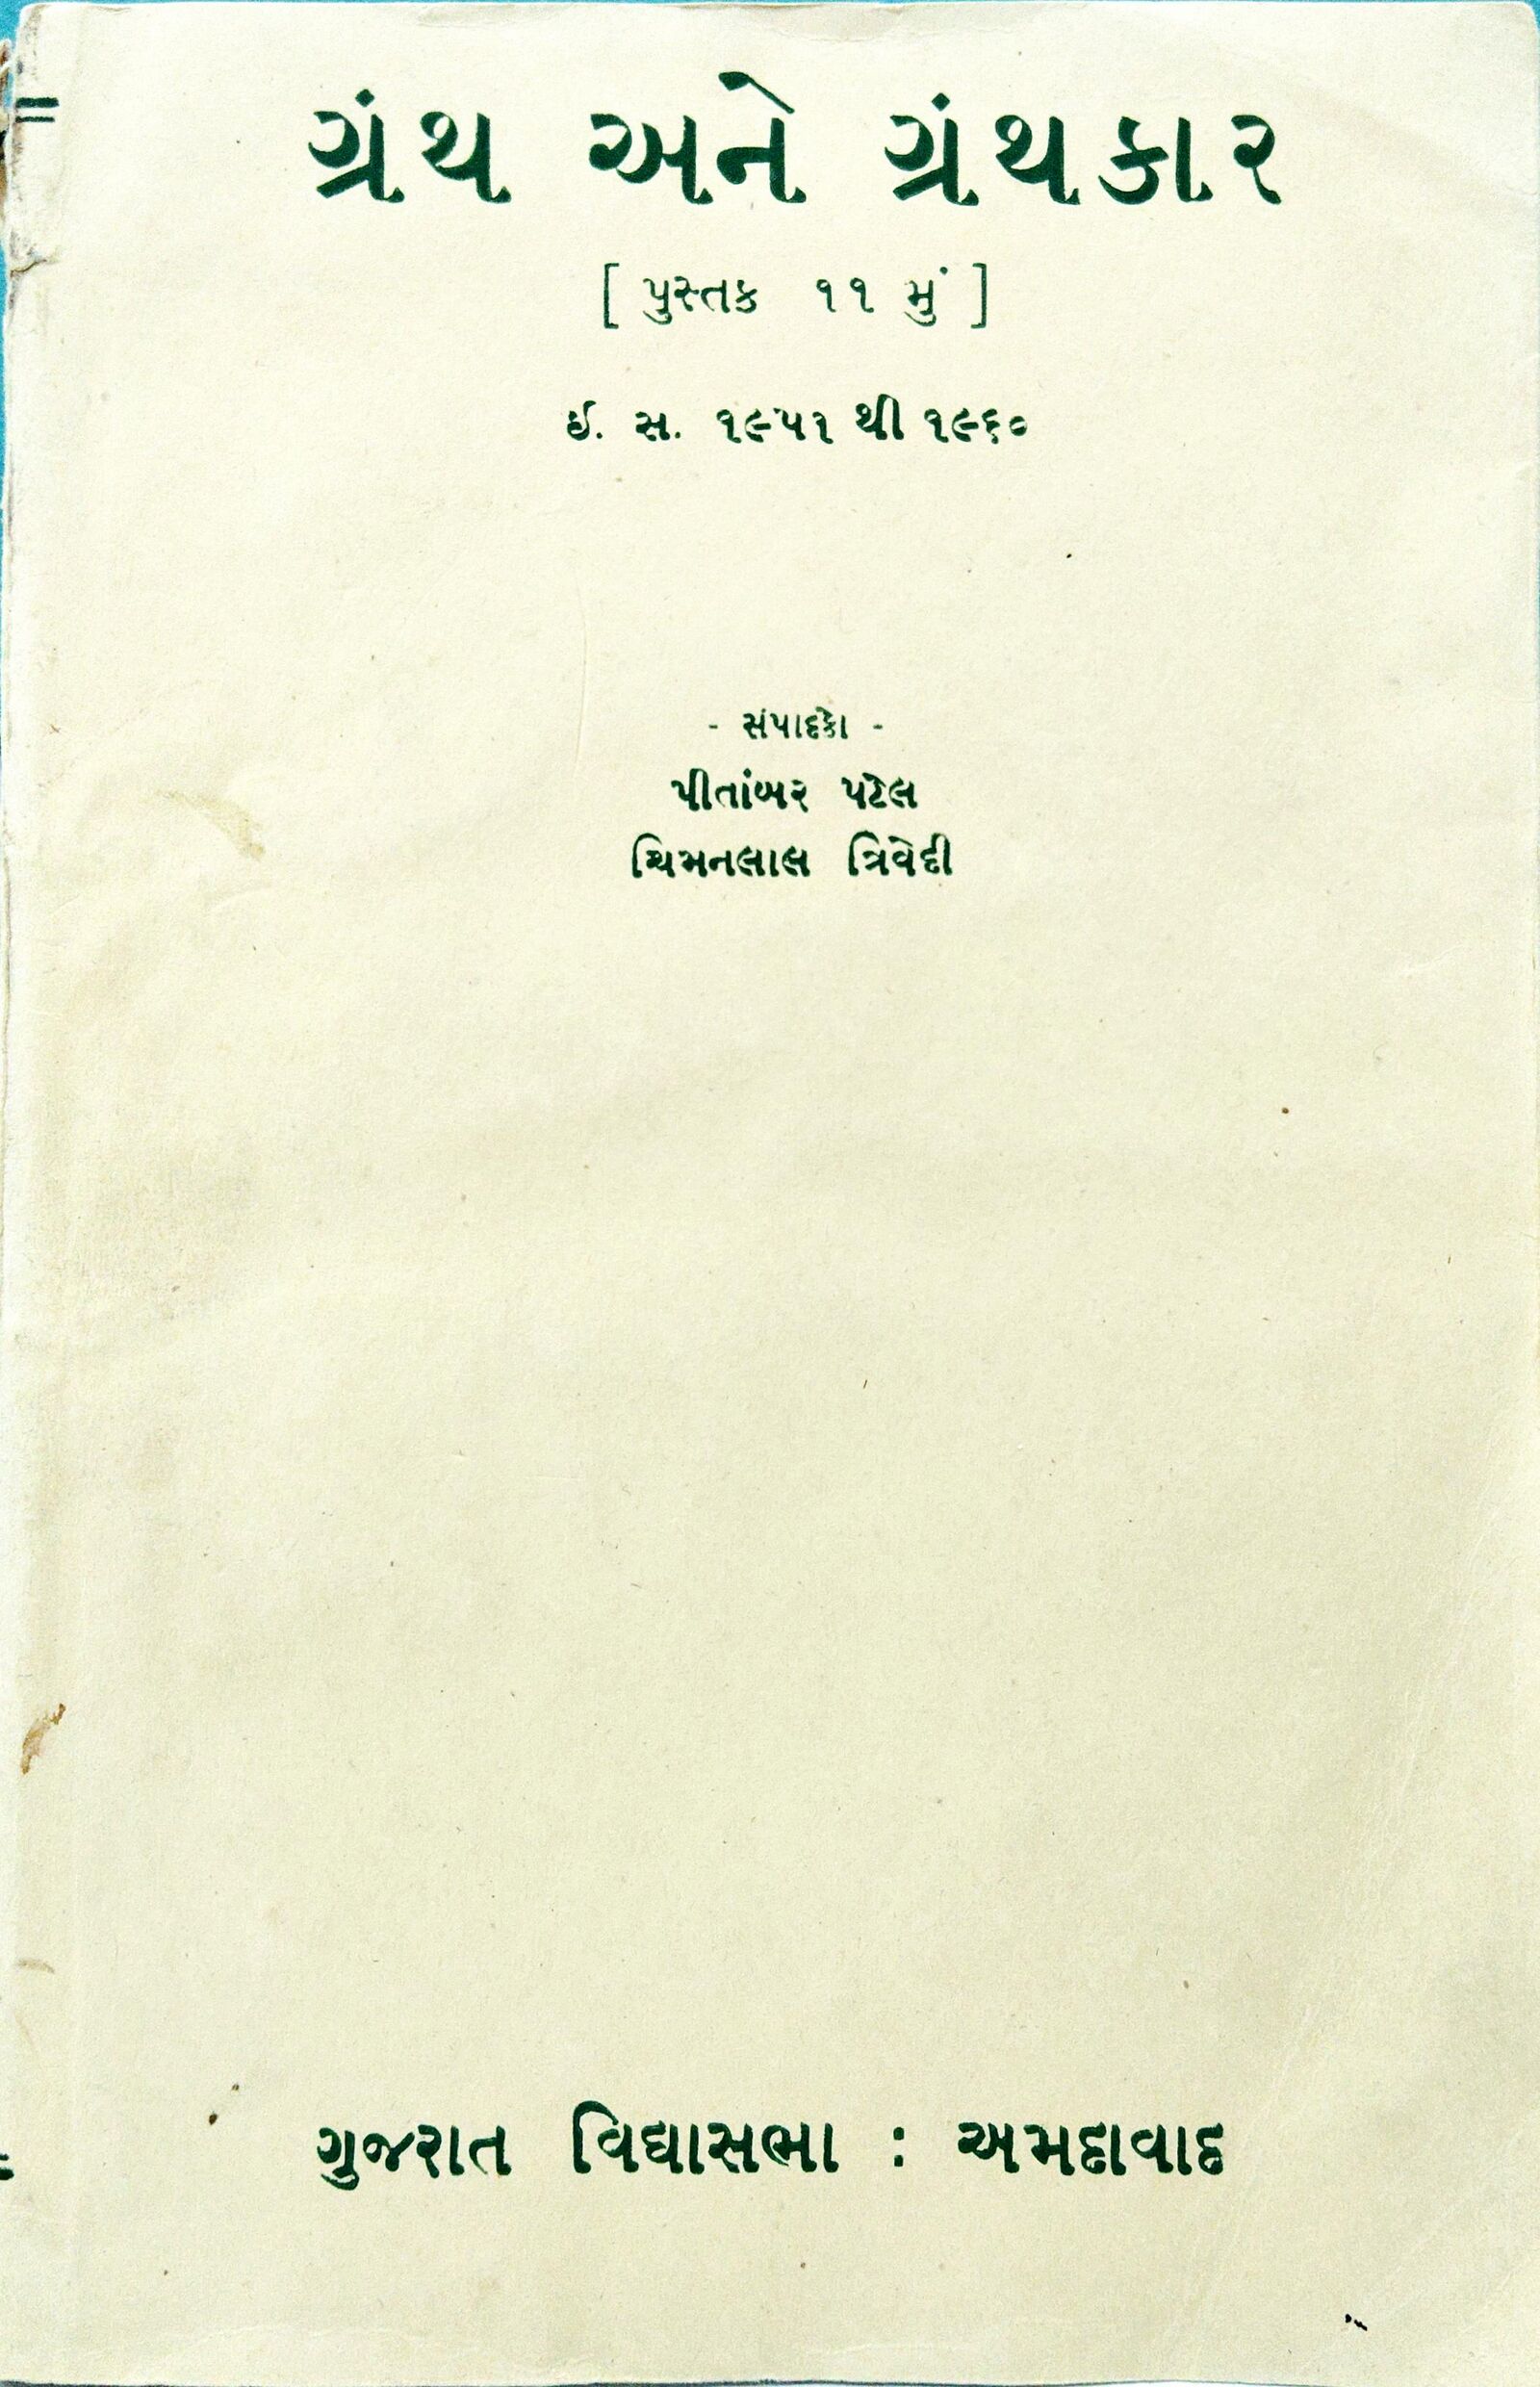 ગ્રંથ અને ગ્રંથકાર
[ પુસ્તક ૧૧ મું ]
ઈ. સ. ૧૯૫૧ થી ૧૯૬૦
- સંપાદકો -
પીતાંબર પટેલ
ચિમનલાલ ત્રિવેદી
ગુજરાત વિદ્યાસભા : અમદાવાદ